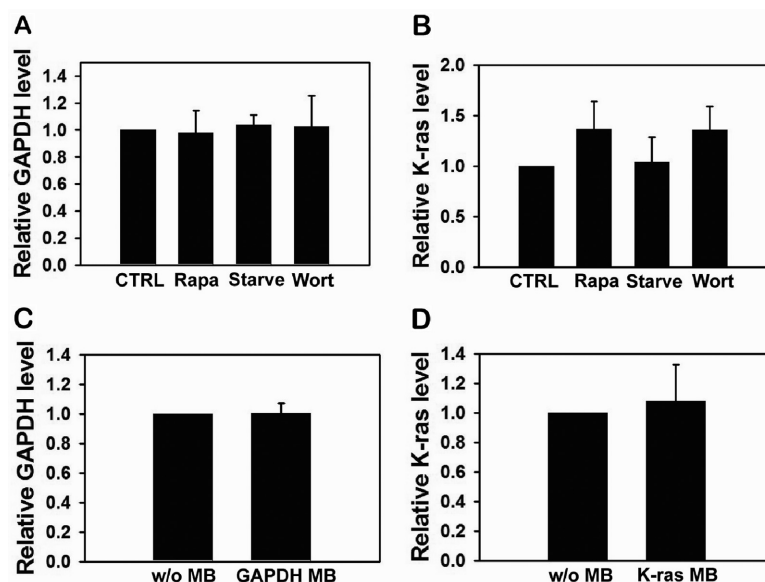 A
Relative GAPDH level
1.4
1.2
1.0
0.8
0.6
0.4
0.2
0.0
CTRL Rapa Starve Wort
B
Relative K-ras level
2.0
1.5
1.0
0.5
0.0
CTRL Rapa Starve Wort
C
Relative GAPDH level
1.4
1.2
1.0
0.8
0.6
0.4
0.2
0.0
w/o MB GAPDH MB
D
Relative K-ras level
1.4
1.2
1.0
0.8
0.6
0.4
0.2
0.0
w/o MB K-ras MB